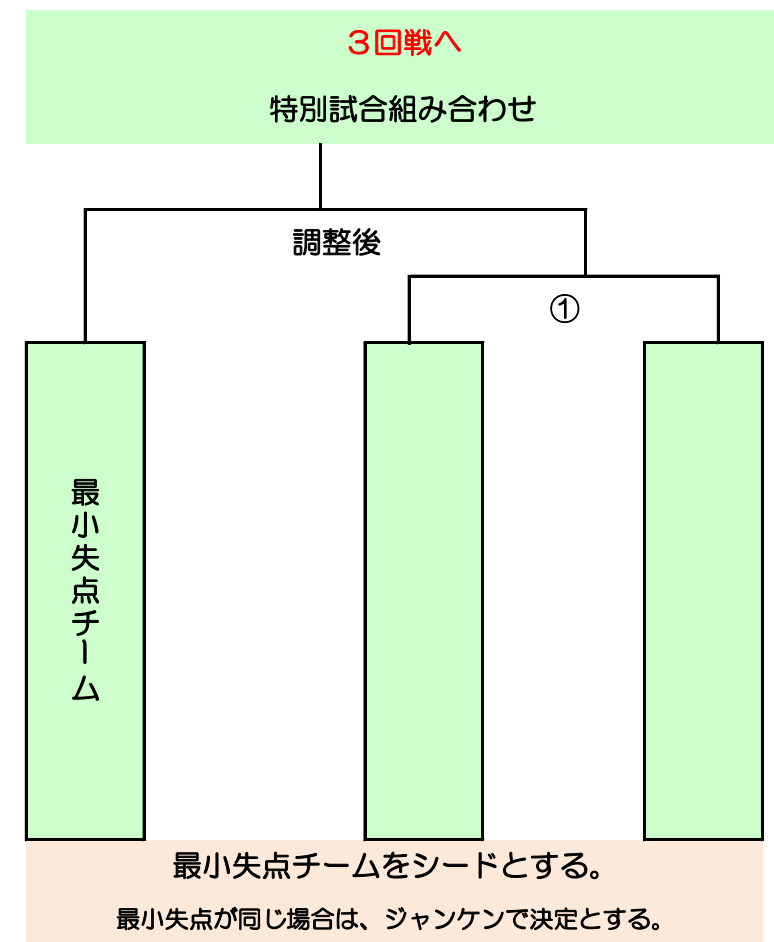 ３回戦へ
特別試合組み合わせ
調整後
①
最小失点チーム
最小失点チームをシードとする。
最小失点が同じ場合は、ジャンケンで決定とする。